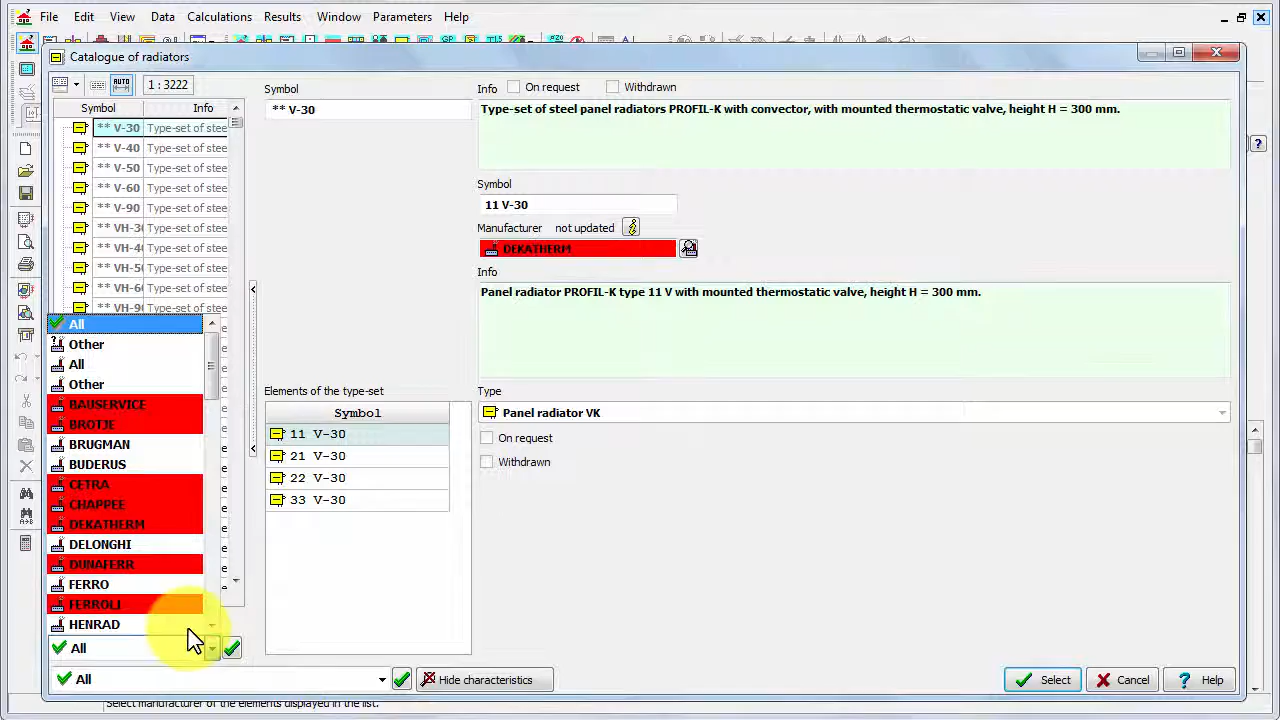 File Edit View Data Calculations Results Window Parameters Help
Catalogue of radiators
AUTO 1 : 3222
Symbol Info
** V-30 Type-set of stee
** V-40 Type-set of stee
** V-50 Type-set of stee
** V-60 Type-set of stee
** V-90 Type-set of stee
VH-30 Type-set of stee
VH-40 Type-set of stee
VH-50 Type-set of stee
VH-60 Type-set of stee
VH-90 Type-set of stee
All
Other
All
Other
BAUSERVICE
BROTJE
BRUGMAN
BUDERUS
CETRA
CHAPPEE
DEKATHERM
DELONGHI
DUNAFERR
FERRO
FERROLI
HENRAD
All
All
Hide characteristics
Symbol
** V-30
Elements of the type-set
Symbol
11 V-30
21 V-30
22 V-30
33 V-30
Info On request Withdrawn
Type-set of steel panel radiators PROFIL-K with convector, with mounted thermostatic valve, height H = 300 mm.
Symbol
11 V-30
Manufacturer not updated
DEKATHERM
Info
Panel radiator PROFIL-K type 11 V with mounted thermostatic valve, height H = 300 mm.
Type
Panel radiator VK
On request
Withdrawn
Select Cancel Help
Select manufacturer of the elements displayed in the list.